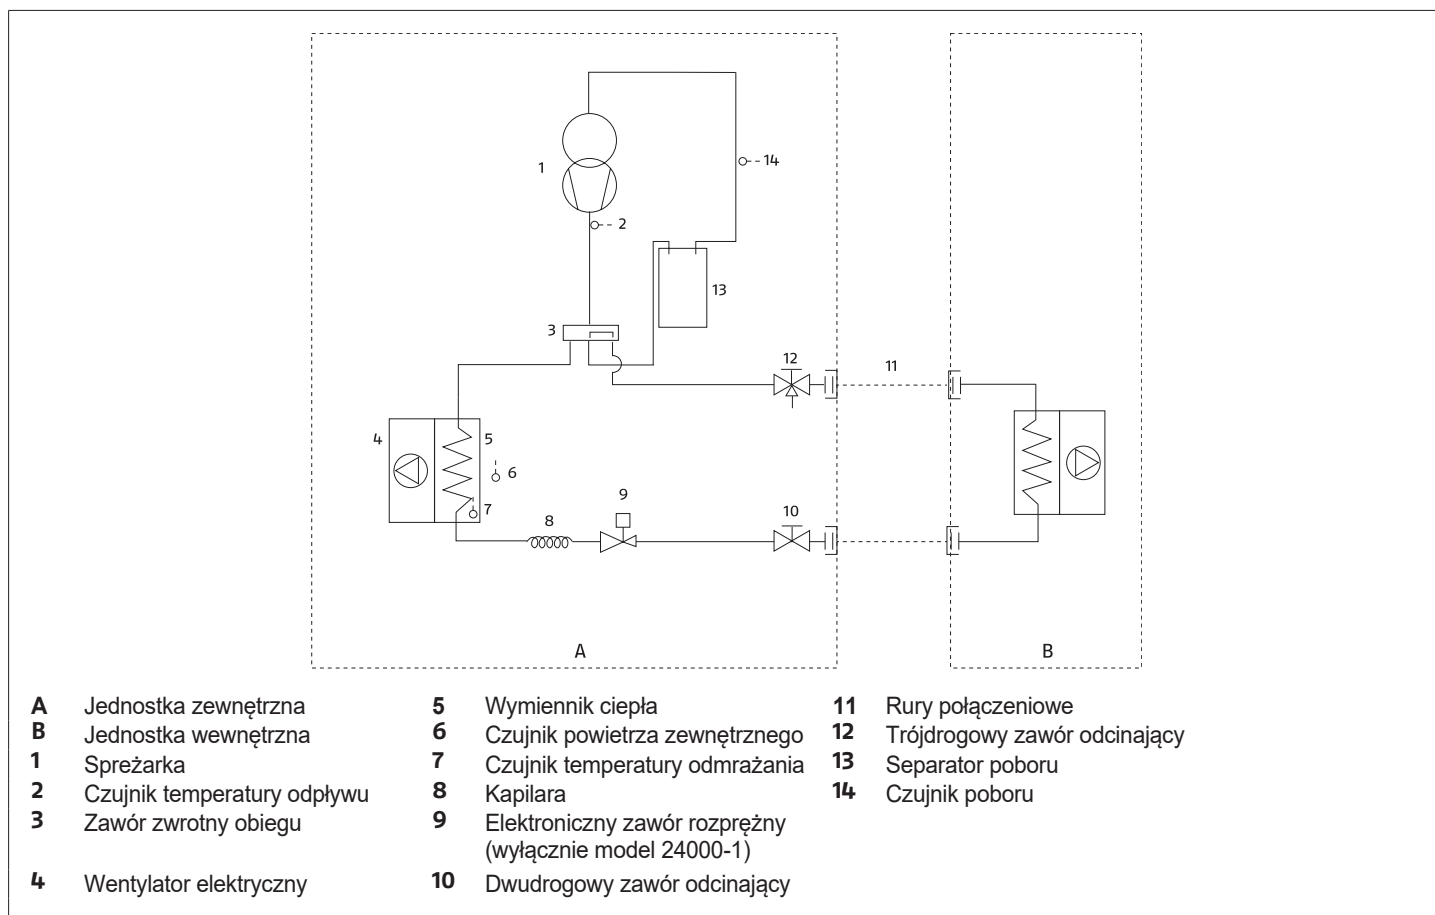 1
14
2
13
3
12
11
4
5
6
7
8
9
10
A
B
A Jednostka zewnętrzna
B Jednostka wewnętrzna
1 Spreżarka
2 Czujnik temperatury odpływu
3 Zawór zwrotny obiegu
4 Wentylator elektryczny
5 Wymiennik ciepła
6 Czujnik powietrza zewnętrznego
7 Czujnik temperatury odmrażania
8 Kapilara
9 Elektroniczny zawór rozprężny
(wyłącznie model 24000-1)
10 Dwudrogowy zawór odcinający
11 Rury połączeniowe
12 Trójdrogowy zawór odcinający
13 Separator poboru
14 Czujnik poboru